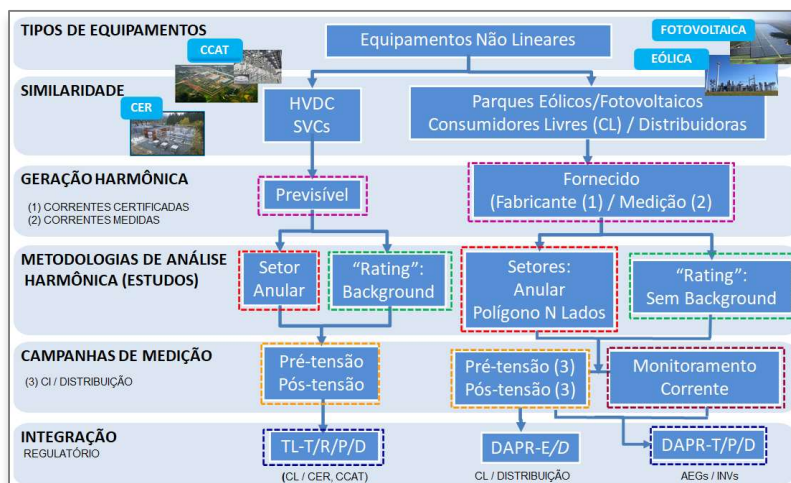 TIPOS DE EQUIPAMENTOS
CCAT
Equipamentos Não Lineares
FOTOVOLTAICA
EÓLICA
SIMILARIDADE
CER
HVDC
SVCs
Parques Eólicos/Fotovoltaicos
Consumidores Livres (CL) / Distribuidoras
GERAÇÃO HARMÔNICA
(1) CORRENTES CERTIFICADAS
(2) CORRENTES MEDIDAS
Previsível
Fornecido
(Fabricante (1) / Medição (2)
METODOLOGIAS DE ANÁLISE
HARMÔNICA (ESTUDOS)
Setor
Anular
"Rating":
Background
Setores:
Anular
Polígono N Lados
"Rating":
Sem Background
CAMPANHAS DE MEDIÇÃO
(3) CI / DISTRIBUIÇÃO
Pré-tensão
Pós-tensão
Pré-tensão (3)
Pós-tensão (3)
Monitoramento
Corrente
INTEGRAÇÃO
REGULATÓRIO
TL-T/R/P/D
(CL / CER, CCAT)
DAPR-E/D
CL / DISTRIBUIÇÃO
DAPR-T/P/D
AEGs / INVs